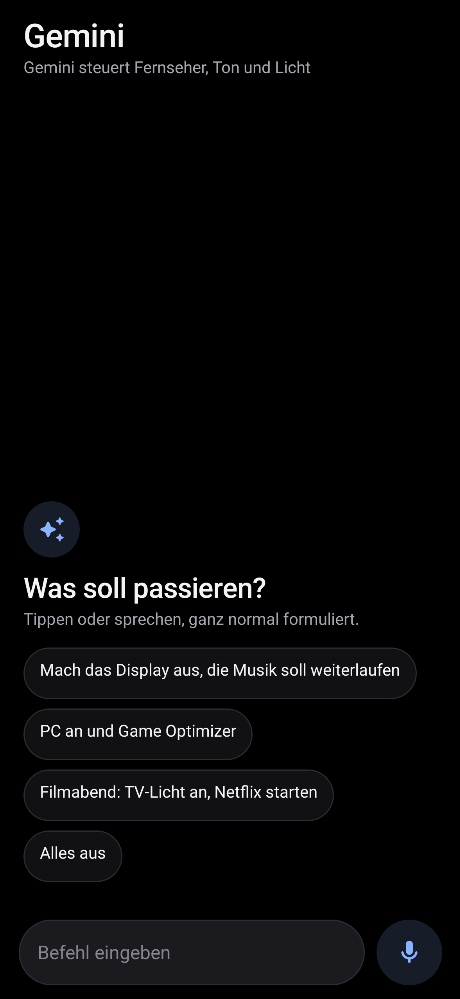 Gemini
Gemini steuert Fernseher, Ton und Licht
Was soll passieren?
Tippen oder sprechen, ganz normal formuliert.
Mach das Display aus, die Musik soll weiterlaufen
PC an und Game Optimizer
Filmabend: TV-Licht an, Netflix starten
Alles aus
Befehl eingeben